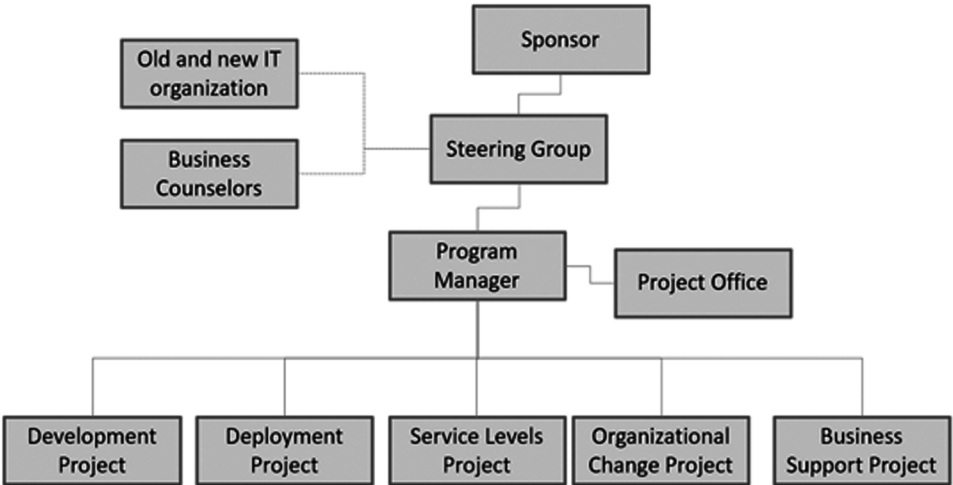 Sponsor
Old and new IT
organization
Steering Group
Business
Counselors
Program
Manager
Project Office
Development
Project
Deployment
Project
Service Levels
Project
Organizational
Change Project
Business
Support Project